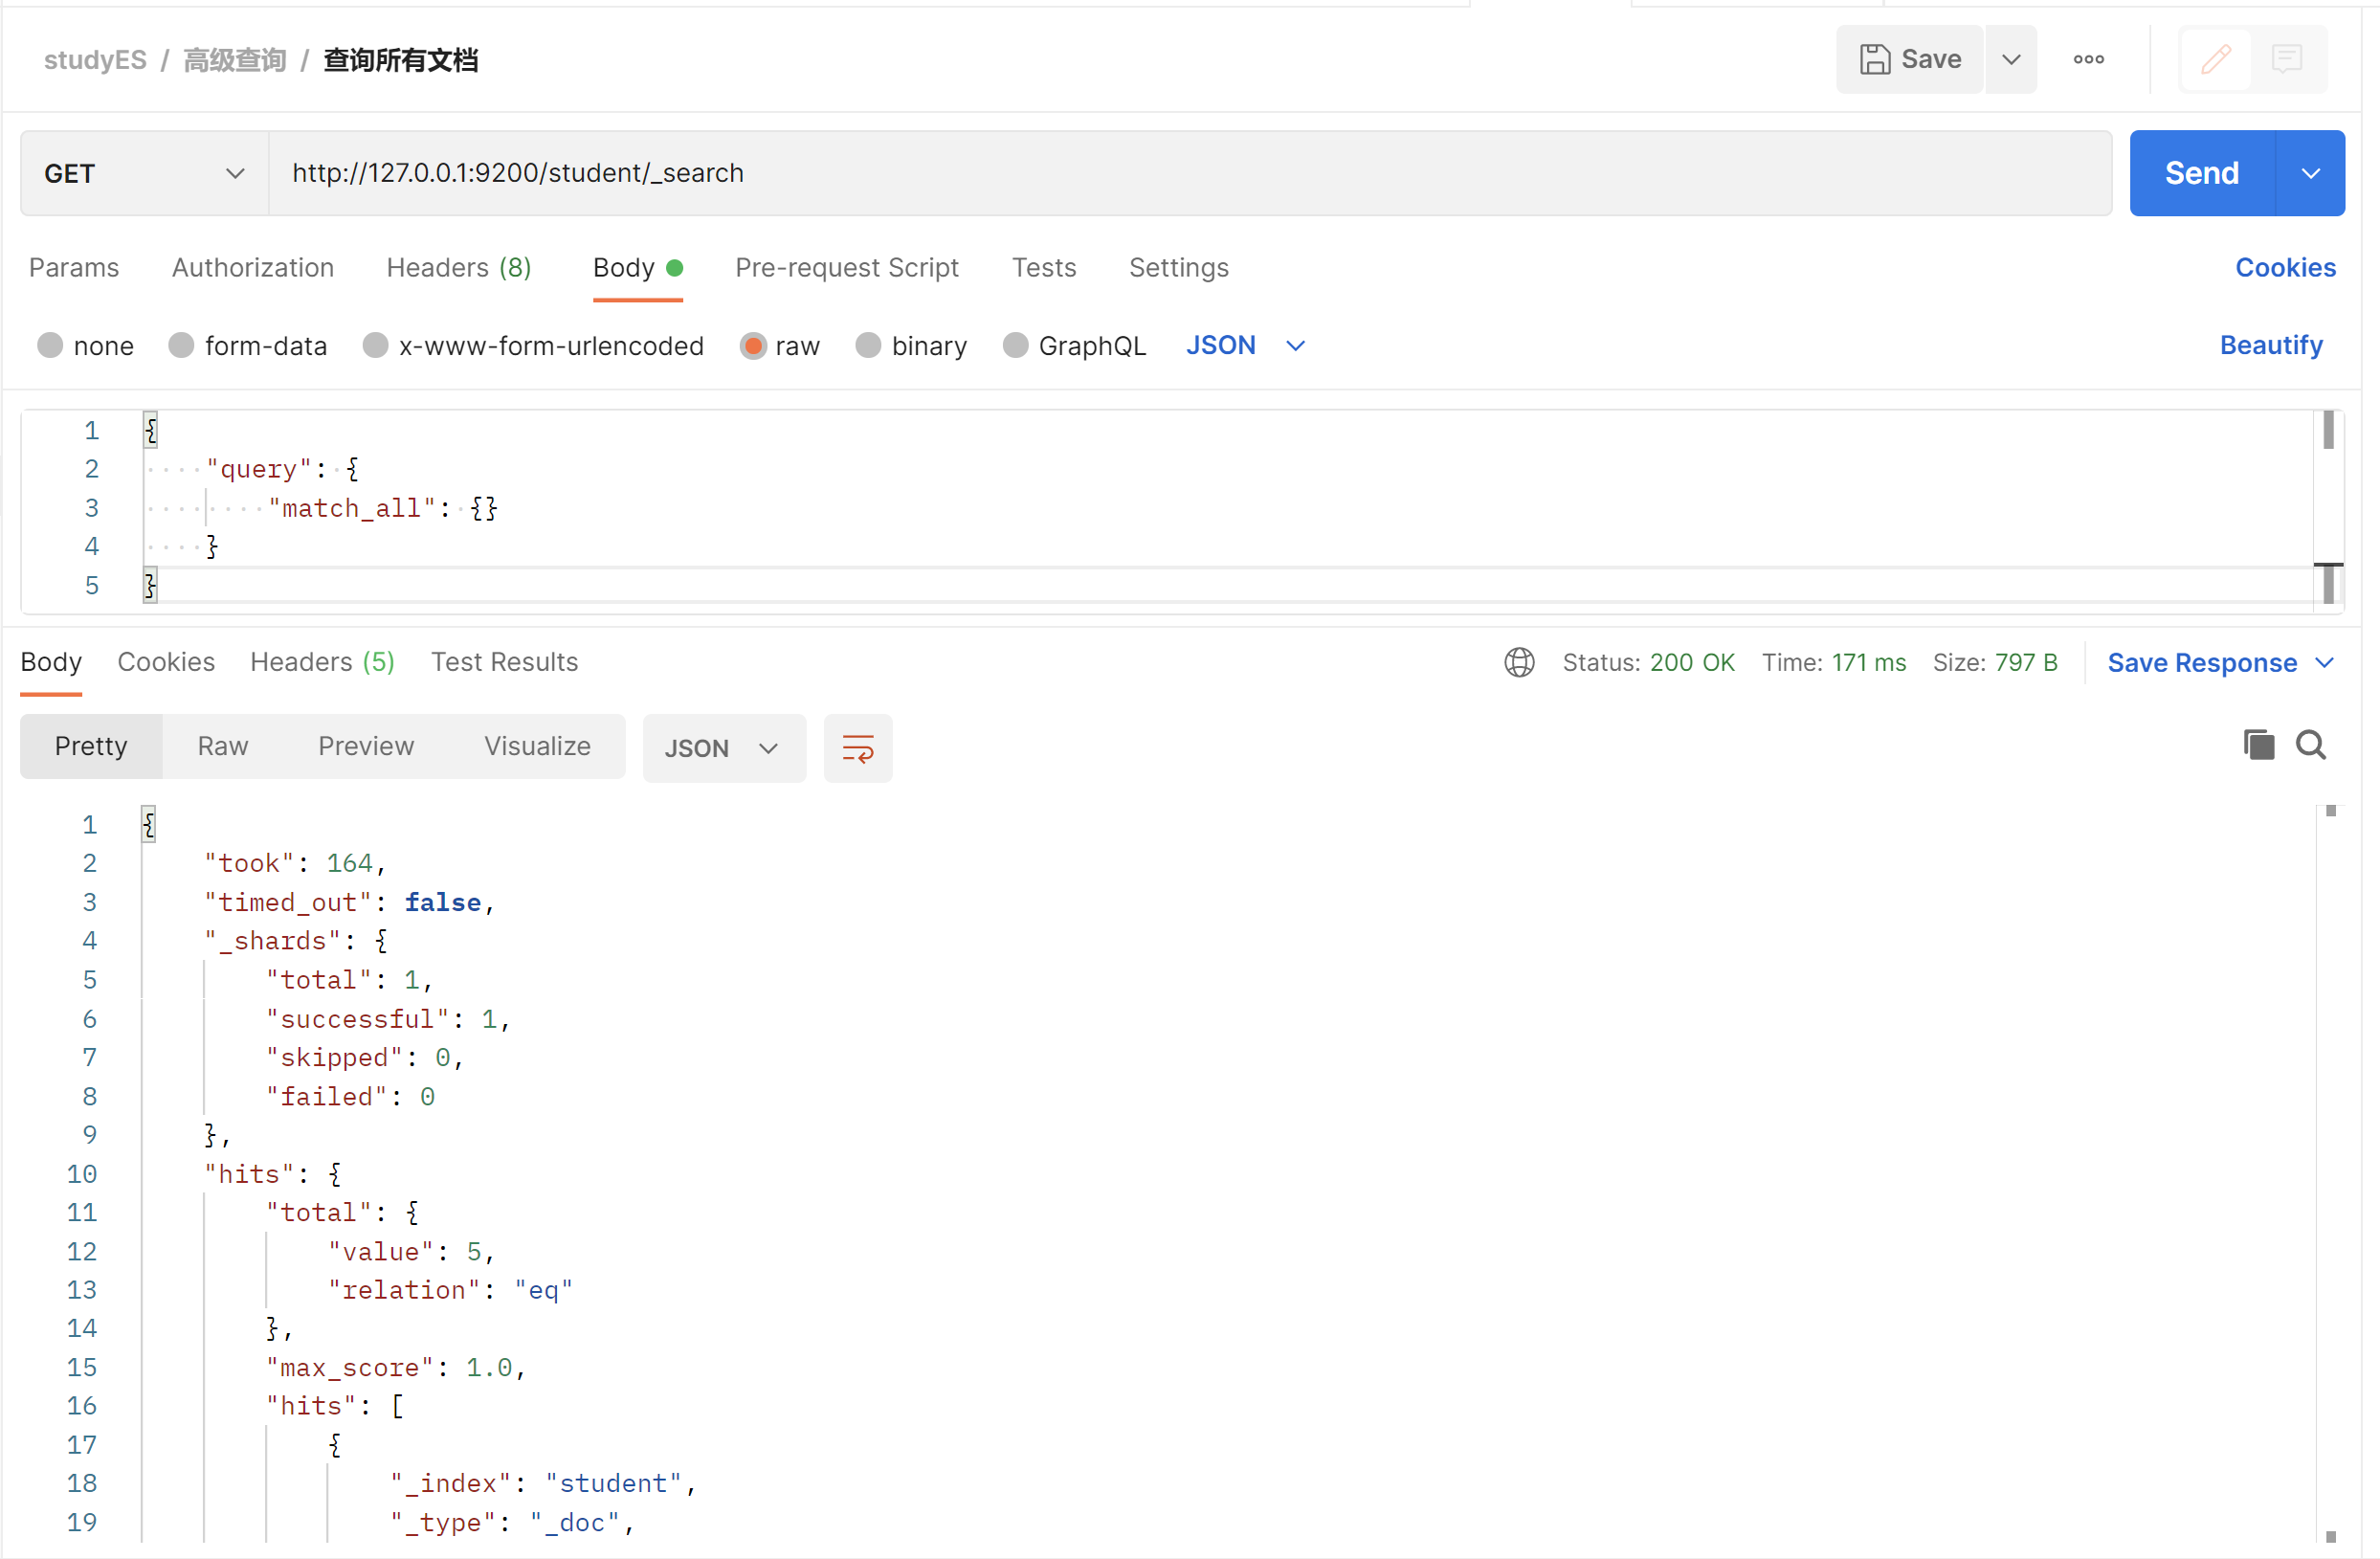 studyES / 高级查询 / 查询所有文档
Save
GET
http://127.0.0.1:9200/student/_search
Send
Params Authorization Headers (8) Body Pre-request Script Tests Settings Cookies
none form-data x-www-form-urlencoded raw binary GraphQL JSON Beautify
1 {
2 "query": {
3 "match_all": {}
4 }
5 }
Body Cookies Headers (5) Test Results Status: 200 OK Time: 171 ms Size: 797 B Save Response
Pretty Raw Preview Visualize JSON
1 {
2 "took": 164,
3 "timed_out": false,
4 "_shards": {
5 "total": 1,
6 "successful": 1,
7 "skipped": 0,
8 "failed": 0
9 },
10 "hits": {
11 "total": {
12 "value": 5,
13 "relation": "eq"
14 },
15 "max_score": 1.0,
16 "hits": [
17 {
18 "_index": "student",
19 "_type": "_doc",